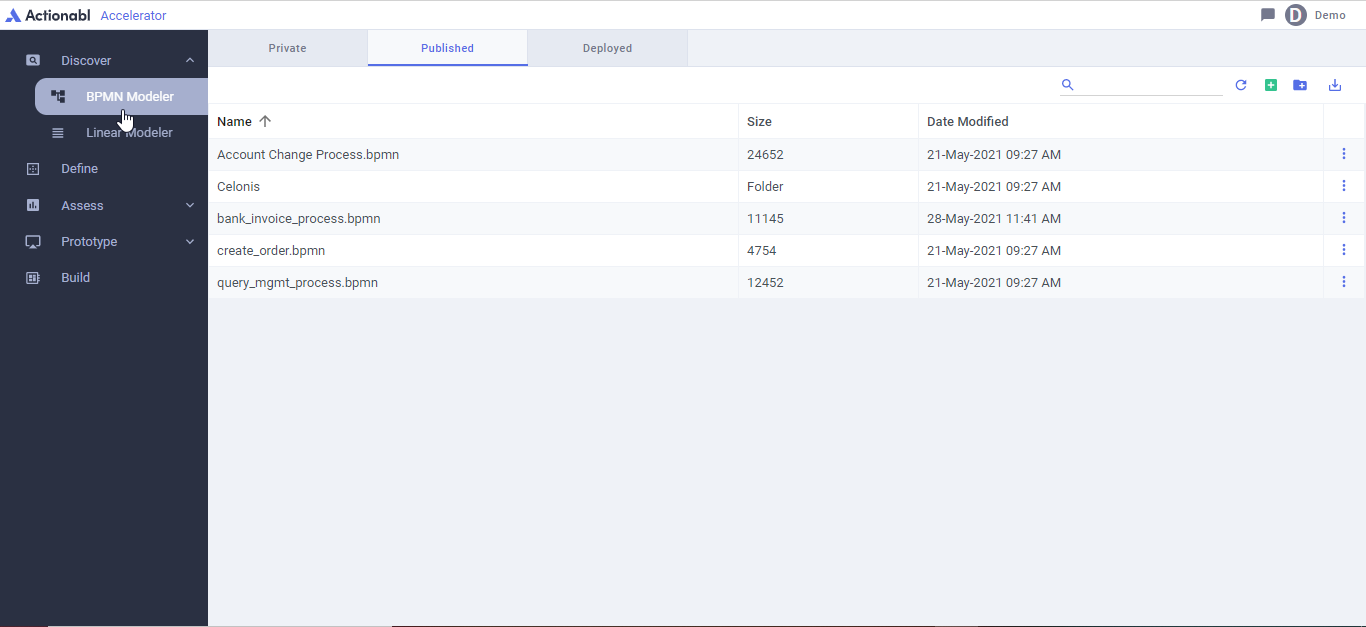 Actionabl Accelerator
D Demo
Discover
BPMN Modeler
Linear Modeler
Define
Assess
Prototype
Build
Private Published Deployed
Name Size Date Modified
Account Change Process.bpmn 24652 21-May-2021 09:27 AM
Celonis Folder 21-May-2021 09:27 AM
bank_invoice_process.bpmn 11145 28-May-2021 11:41 AM
create_order.bpmn 4754 21-May-2021 09:27 AM
query_mgmt_process.bpmn 12452 21-May-2021 09:27 AM